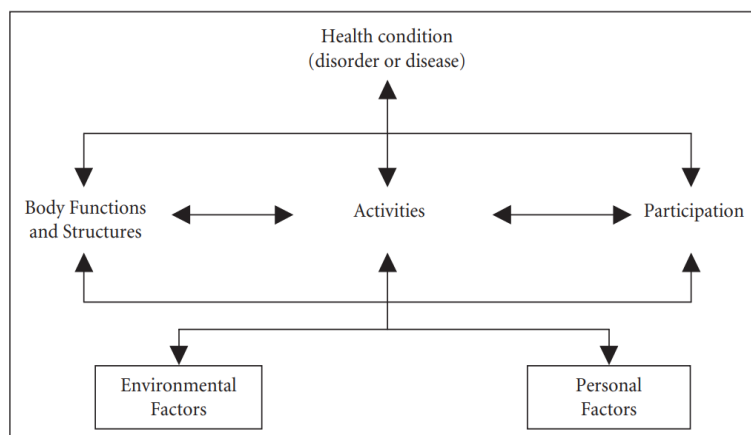 Health condition
(disorder or disease)
Body Functions
and Structures
Activities
Participation
Environmental
Factors
Personal
Factors